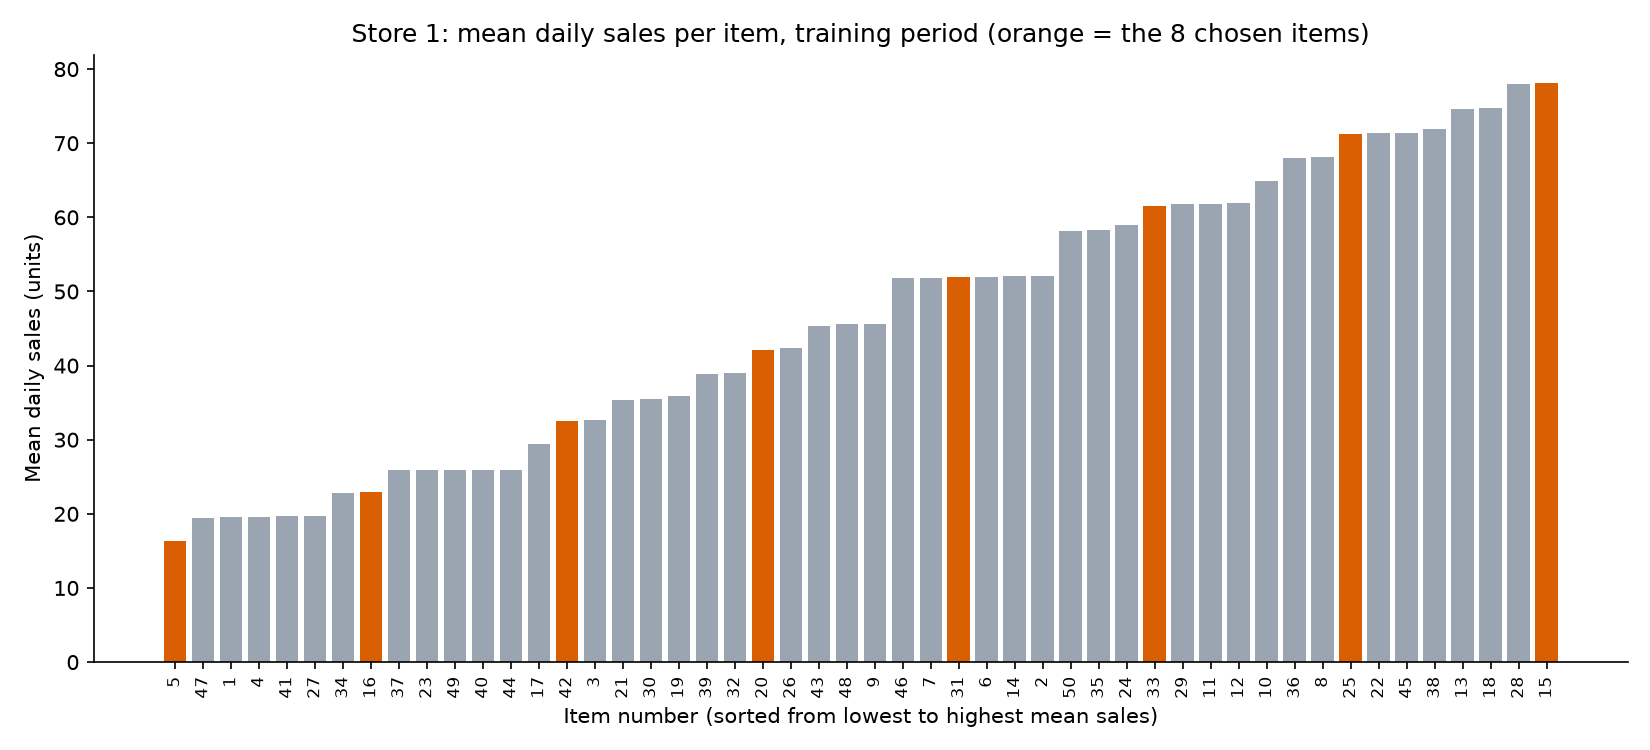 Store 1: mean daily sales per item, training period (orange = the 8 chosen items)
Mean daily sales (units)
80
70
60
50
40
30
20
10
0
5 47 1 4 41 27 34 16 37 23 49 40 44 17 42 3 21 30 19 39 32 20 26 43 48 9 46 7 31 6 14 2 50 35 24 33 29 11 12 10 36 8 25 22 45 38 13 18 28 15
Item number (sorted from lowest to highest mean sales)